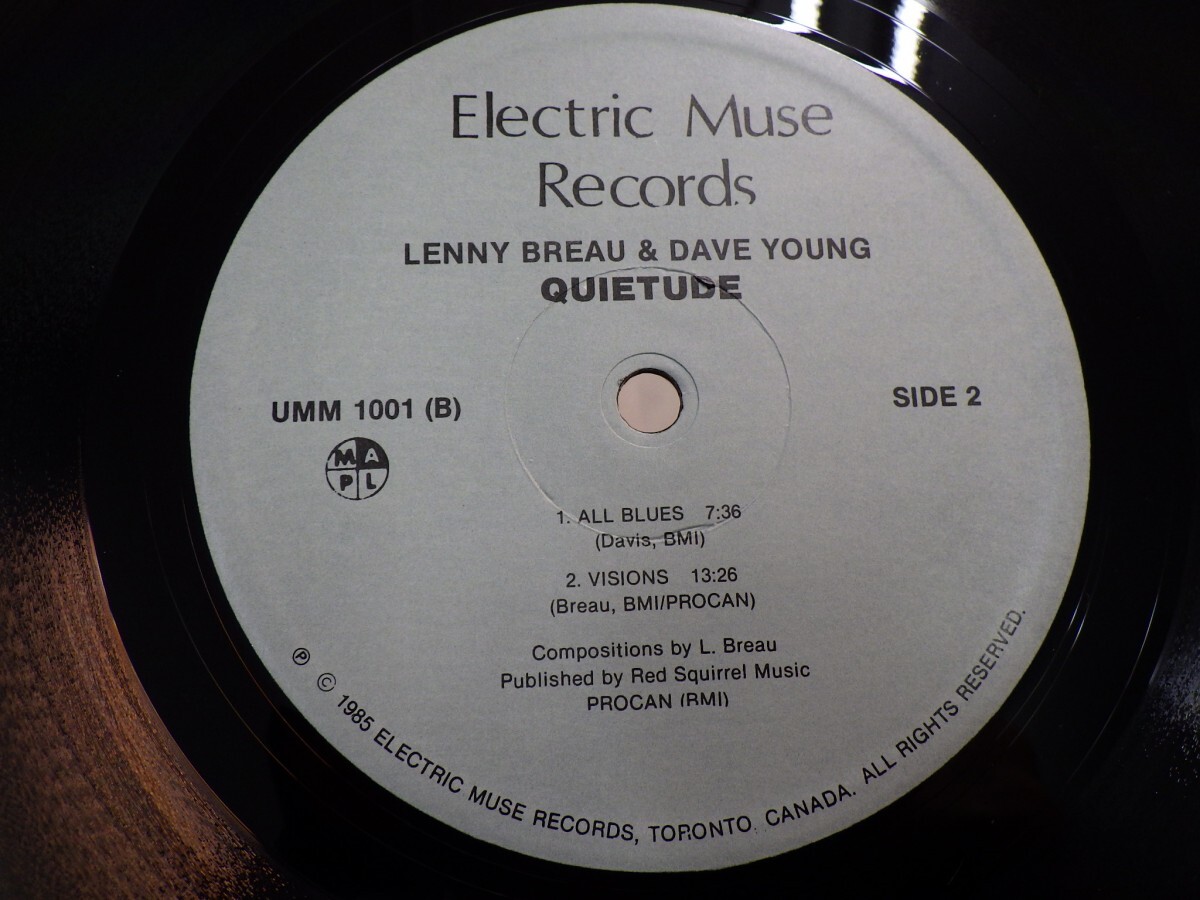 Electric Muse
Records
LENNY BREAU & DAVE YOUNG
QUIETUDE
UMM 1001 (B)
SIDE 2
M A
P L
1. ALL BLUES 7:36
(Davis, BMI)
2. VISIONS 13:26
(Breau, BMI/PROCAN)
Compositions by L. Breau
Published by Red Squirrel Music
PROCAN (BMI)
Ⓟ © 1985 ELECTRIC MUSE RECORDS, TORONTO, CANADA. ALL RIGHTS RESERVED.